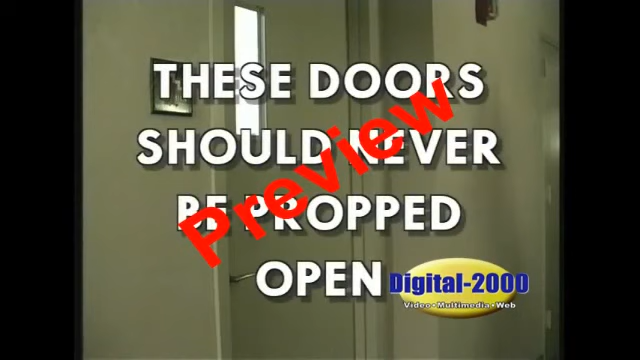 THESE DOORS
SHOULD NEVER
BE PROPPED
OPEN
Preview
Digital-2000
Video • Multimedia • Web